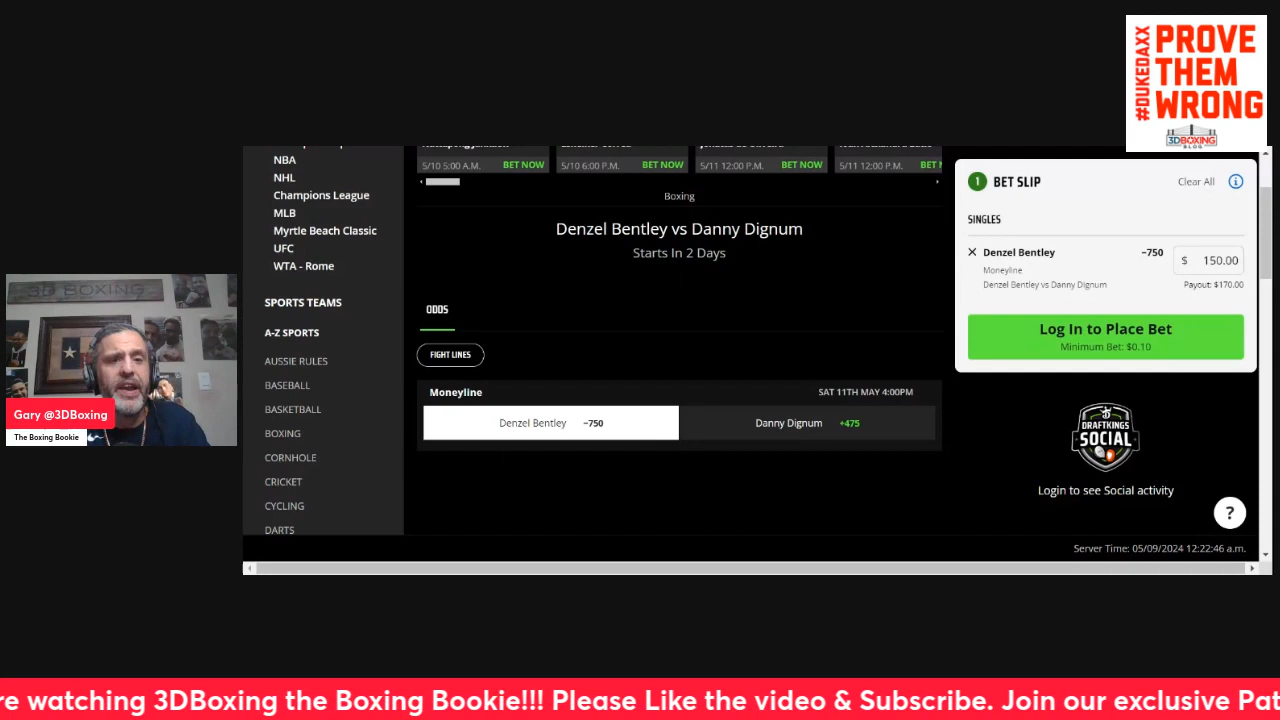 #DUKEDAXX
PROVE
THEM
WRONG
3DBOXING
BLOG
NBA
NHL
Champions League
MLB
Myrtle Beach Classic
UFC
WTA - Rome
SPORTS TEAMS
A-Z SPORTS
AUSSIE RULES
BASEBALL
BASKETBALL
BOXING
CORNHOLE
CRICKET
CYCLING
DARTS
5/10 5:00 A.M. BET NOW
5/10 6:00 P.M. BET NOW
5/11 12:00 P.M. BET NOW
5/11 12:00 P.M. BET N
Boxing
Denzel Bentley vs Danny Dignum
Starts In 2 Days
ODDS
FIGHT LINES
Moneyline SAT 11TH MAY 4:00PM
Denzel Bentley −750 Danny Dignum +475
1 BET SLIP Clear All i
SINGLES
Denzel Bentley −750 $ 150.00
Moneyline
Denzel Bentley vs Danny Dignum Payout: $170.00
Log In to Place Bet
Minimum Bet: $0.10
DRAFTKINGS
SOCIAL
Login to see Social activity
?
Server Time: 05/09/2024 12:22:46 a.m.
3D BOXING
Gary @3DBoxing
The Boxing Bookie
re watching 3DBoxing the Boxing Bookie!!! Please Like the video & Subscribe. Join our exclusive Pat